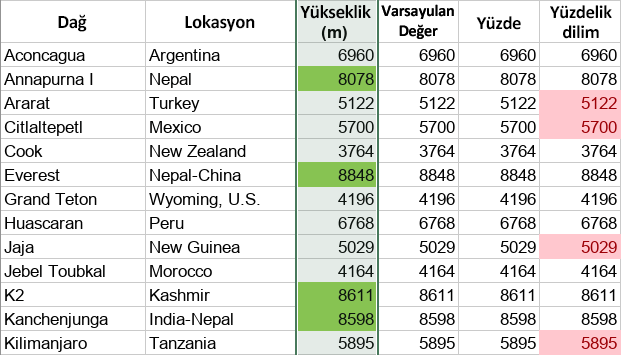 Dağ Lokasyon Yükseklik (m) Varsayulan Değer Yüzde Yüzdelik dilim
Aconcagua Argentina 6960 6960 6960 6960
Annapurna I Nepal 8078 8078 8078 8078
Ararat Turkey 5122 5122 5122 5122
Citlaltepetl Mexico 5700 5700 5700 5700
Cook New Zealand 3764 3764 3764 3764
Everest Nepal-China 8848 8848 8848 8848
Grand Teton Wyoming, U.S. 4196 4196 4196 4196
Huascaran Peru 6768 6768 6768 6768
Jaja New Guinea 5029 5029 5029 5029
Jebel Toubkal Morocco 4164 4164 4164 4164
K2 Kashmir 8611 8611 8611 8611
Kanchenjunga India-Nepal 8598 8598 8598 8598
Kilimanjaro Tanzania 5895 5895 5895 5895